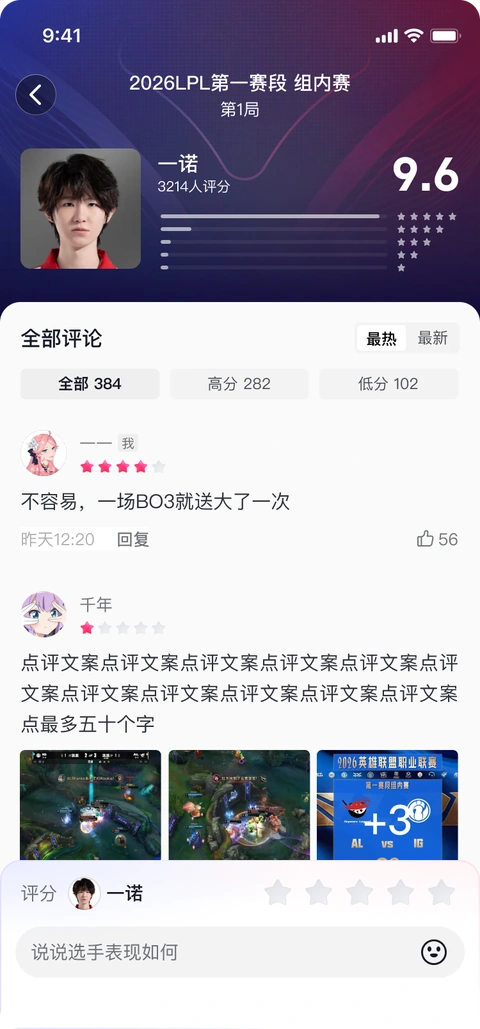 9:41
2026LPL第一赛段 组内赛
第1局
一诺
3214人评分
9.6
全部评论
最热
最新
全部 384
高分 282
低分 102
一一 我
不容易，一场BO3就送大了一次
昨天12:20
回复
56
千年
点评文案点评文案点评文案点评文案点评文案点评
文案点评文案点评文案点评文案点评文案点评文案
点最多五十个字
2026英雄联盟职业联赛
第一赛段组内赛
+3
AL vs IG
评分
一诺
说说选手表现如何